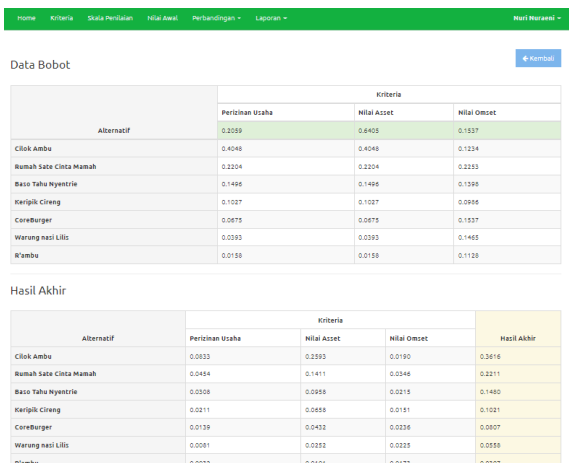 Home Kriteria Skala Penilaian Nilai Awal Perbandingan Laporan Nuri Nuraeni
Data Bobot
Kembali
Alternatif Kriteria
Perizinan Usaha Nilai Asset Nilai Omset
0.2059 0.6405 0.1537
Cilok Ambu 0.4048 0.4048 0.1234
Rumah Sate Cinta Mamah 0.2204 0.2204 0.2253
Baso Tahu Nyentrie 0.1496 0.1496 0.1398
Keripik Cireng 0.1027 0.1027 0.0986
CoreBurger 0.0675 0.0675 0.1537
Warung nasi Lilis 0.0393 0.0393 0.1465
R'ambu 0.0158 0.0158 0.1128
Hasil Akhir
Alternatif Kriteria Hasil Akhir
Perizinan Usaha Nilai Asset Nilai Omset
Cilok Ambu 0.0833 0.2593 0.0190 0.3616
Rumah Sate Cinta Mamah 0.0454 0.1411 0.0346 0.2211
Baso Tahu Nyentrie 0.0308 0.0958 0.0215 0.1480
Keripik Cireng 0.0211 0.0658 0.0151 0.1021
CoreBurger 0.0139 0.0432 0.0236 0.0807
Warung nasi Lilis 0.0081 0.0252 0.0225 0.0558